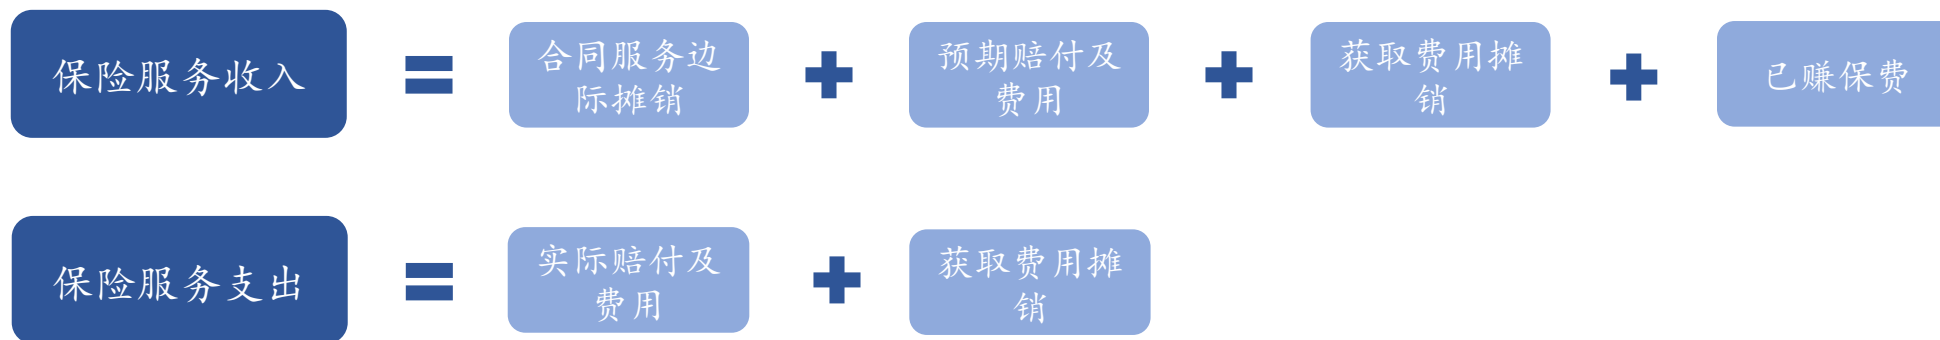 保险服务收入 = 合同服务边 + 预期赔付及 + 获取费用摊 + 已赚保费
际摊销 费用 销
保险服务支出 = 实际赔付及 + 获取费用摊
费用 销